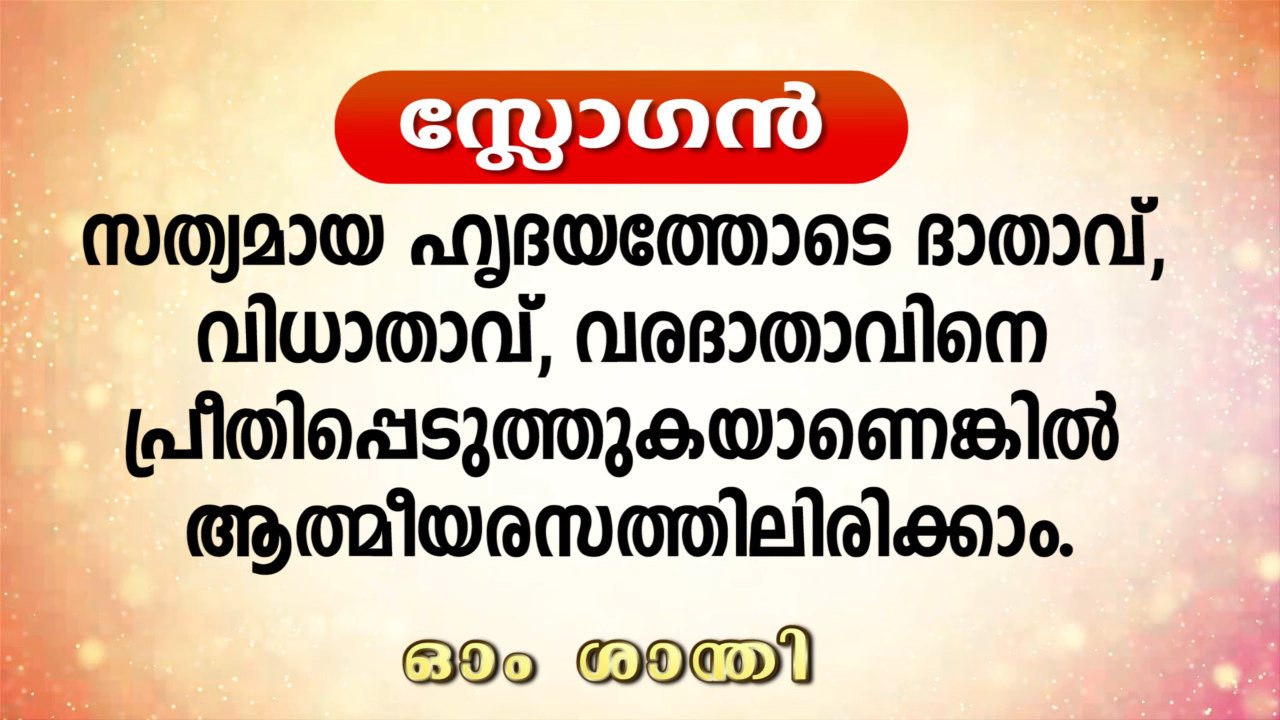 സ്ലോഗൻ
സത്യമായ ഹൃദയത്തോടെ ദാതാവ്,
വിധാതാവ്, വരദാതാവിനെ
പ്രീതിപ്പെടുത്തുകയാണെങ്കിൽ
ആത്മീയരസത്തിലിരിക്കാം.
ഓം ശാന്തി